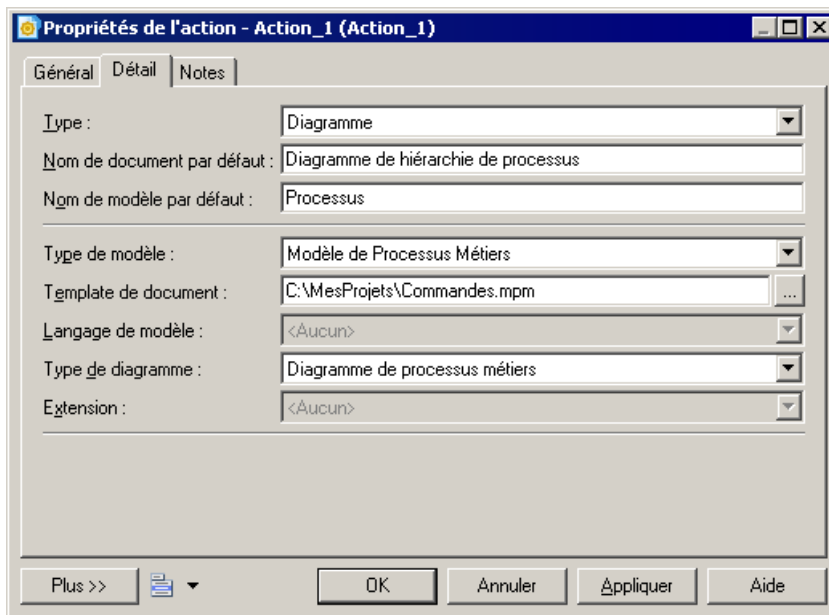 Propriétés de l'action - Action_1 (Action_1)
Général Détail Notes
Type : Diagramme
Nom de document par défaut : Diagramme de hiérarchie de processus
Nom de modèle par défaut : Processus
Type de modèle : Modèle de Processus Métiers
Template de document : C:\MesProjets\Commandes.mpm ...
Langage de modèle : <Aucun>
Type de diagramme : Diagramme de processus métiers
Extension : <Aucun>
Plus >> OK Annuler Appliquer Aide